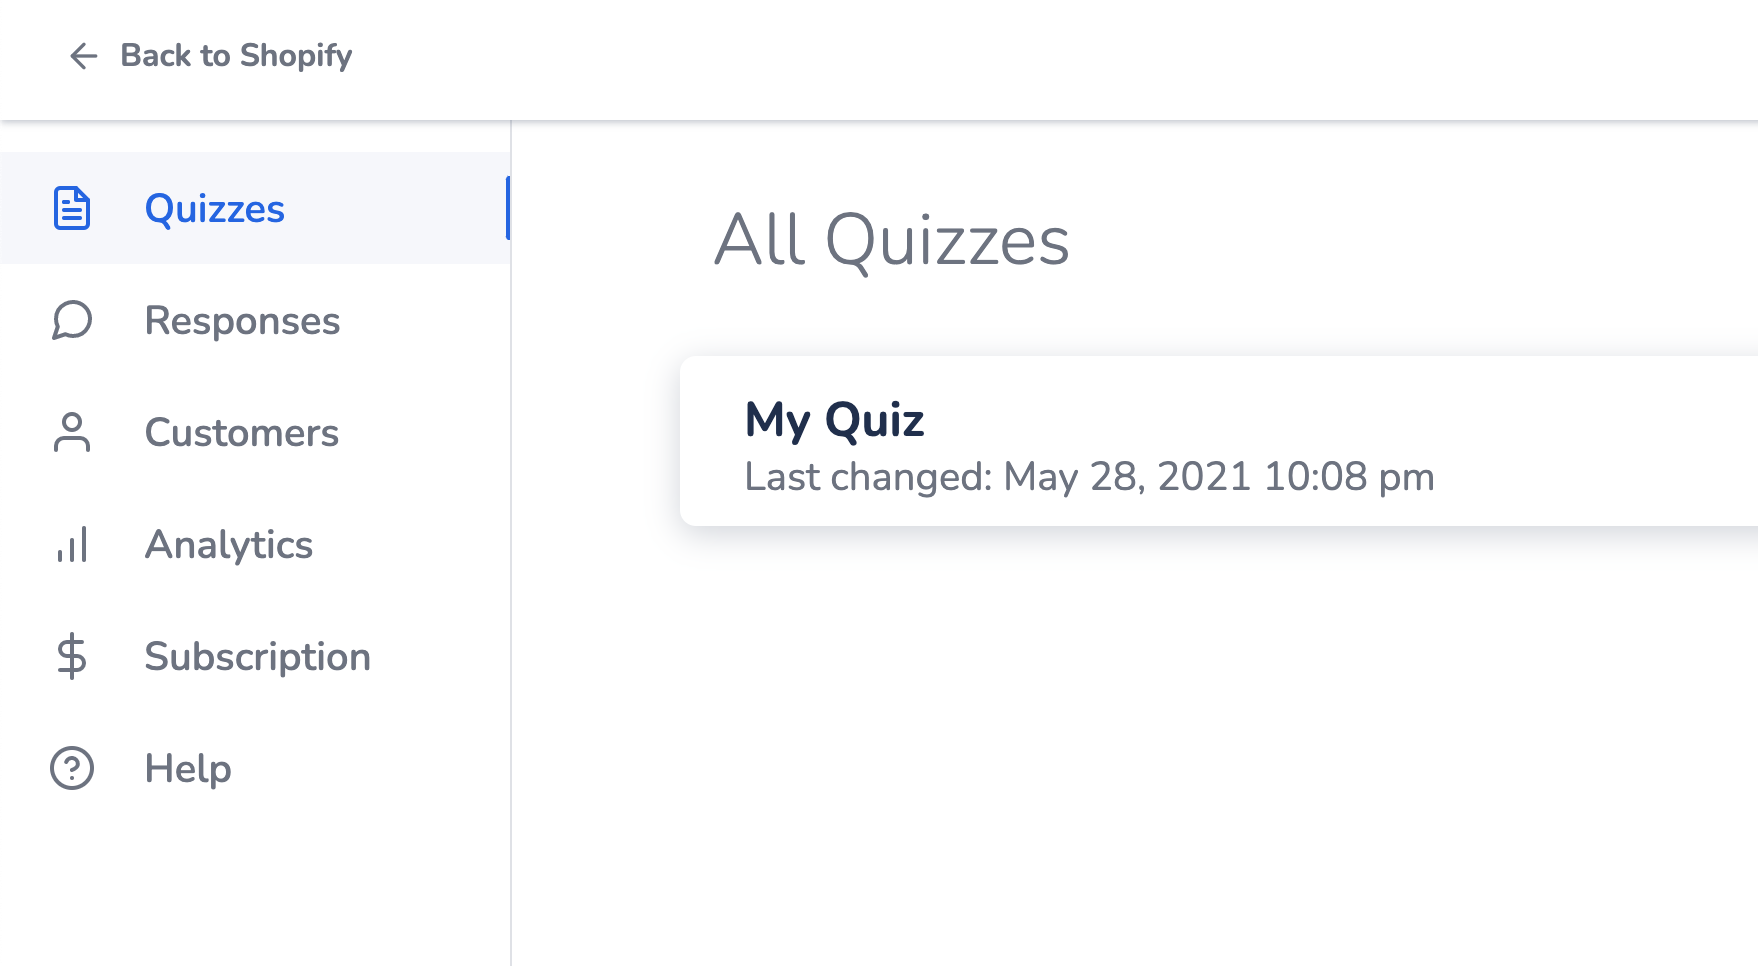 Back to Shopify
Quizzes
Responses
Customers
Analytics
Subscription
Help
All Quizzes
My Quiz
Last changed: May 28, 2021 10:08 pm